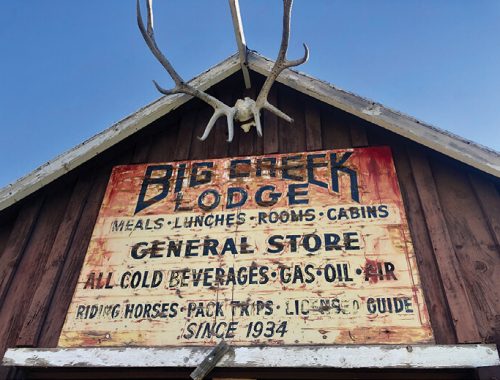 BIG CREEK
LODGE
MEALS·LUNCHES·ROOMS·CABINS
GENERAL STORE
ALL COLD BEVERAGES·GAS·OIL·AIR
RIDING HORSES·PACK TRIPS·LICENSED GUIDE
SINCE 1934